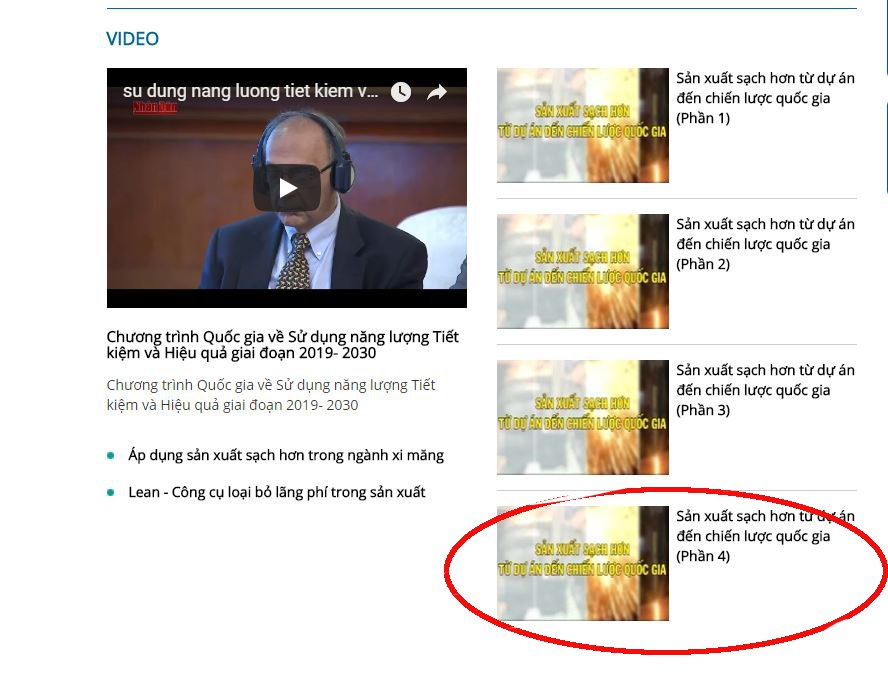 VIDEO
su dung nang luong tiet kiem v...
Nhân Dân
Chương trình Quốc gia về Sử dụng năng lượng Tiết
kiệm và Hiệu quả giai đoạn 2019- 2030
Chương trình Quốc gia về Sử dụng năng lượng Tiết
kiệm và Hiệu quả giai đoạn 2019- 2030
Áp dụng sản xuất sạch hơn trong ngành xi măng
Lean - Công cụ loại bỏ lãng phí trong sản xuất
SẢN XUẤT SẠCH HƠN
TỪ DỰ ÁN ĐẾN CHIẾN LƯỢC QUỐC GIA
Sản xuất sạch hơn từ dự án
đến chiến lược quốc gia
(Phần 1)
SẢN XUẤT SẠCH HƠN
TỪ DỰ ÁN ĐẾN CHIẾN LƯỢC QUỐC GIA
Sản xuất sạch hơn từ dự án
đến chiến lược quốc gia
(Phần 2)
SẢN XUẤT SẠCH HƠN
TỪ DỰ ÁN ĐẾN CHIẾN LƯỢC QUỐC GIA
Sản xuất sạch hơn từ dự án
đến chiến lược quốc gia
(Phần 3)
SẢN XUẤT SẠCH HƠN
TỪ DỰ ÁN ĐẾN CHIẾN LƯỢC QUỐC GIA
Sản xuất sạch hơn từ dự án
đến chiến lược quốc gia
(Phần 4)